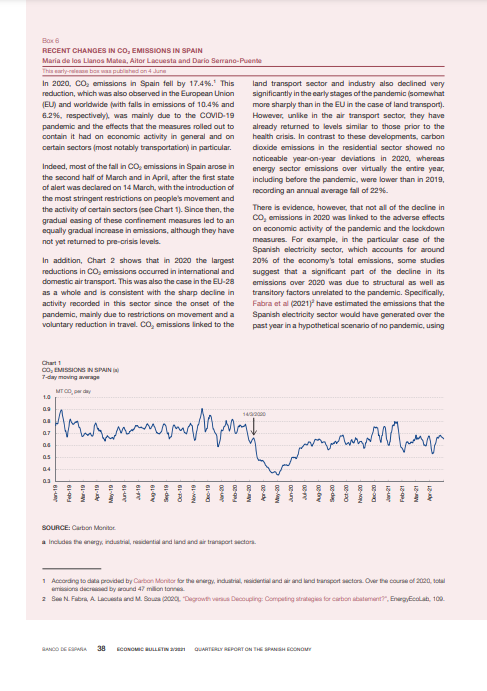 Box 6
RECENT CHANGES IN CO₂ EMISSIONS IN SPAIN
María de los Llanos Matea, Aitor Lacuesta and Darío Serrano-Puente
This early-release box was published on 4 June
In 2020, CO₂ emissions in Spain fell by 17.4%.¹ This
reduction, which was also observed in the European Union
(EU) and worldwide (with falls in emissions of 10.4% and
6.2%, respectively), was mainly due to the COVID-19
pandemic and the effects that the measures rolled out to
contain it had on economic activity in general and on
certain sectors (most notably transportation) in particular.
Indeed, most of the fall in CO₂ emissions in Spain arose in
the second half of March and in April, after the first state
of alert was declared on 14 March, with the introduction of
the most stringent restrictions on people's movement and
the activity of certain sectors (see Chart 1). Since then, the
gradual easing of these confinement measures led to an
equally gradual increase in emissions, although they have
not yet returned to pre-crisis levels.
In addition, Chart 2 shows that in 2020 the largest
reductions in CO₂ emissions occurred in international and
domestic air transport. This was also the case in the EU-28
as a whole and is consistent with the sharp decline in
activity recorded in this sector since the onset of the
pandemic, mainly due to restrictions on movement and a
voluntary reduction in travel. CO₂ emissions linked to the
land transport sector and industry also declined very
significantly in the early stages of the pandemic (somewhat
more sharply than in the EU in the case of land transport).
However, unlike in the air transport sector, they have
already returned to levels similar to those prior to the
health crisis. In contrast to these developments, carbon
dioxide emissions in the residential sector showed no
noticeable year-on-year deviations in 2020, whereas
energy sector emissions over virtually the entire year,
including before the pandemic, were lower than in 2019,
recording an annual average fall of 22%.
There is evidence, however, that not all of the decline in
CO₂ emissions in 2020 was linked to the adverse effects
on economic activity of the pandemic and the lockdown
measures. For example, in the particular case of the
Spanish electricity sector, which accounts for around
20% of the economy's total emissions, some studies
suggest that a significant part of the decline in its
emissions over 2020 was due to structural as well as
transitory factors unrelated to the pandemic. Specifically,
Fabra et al (2021)² have estimated the emissions that the
Spanish electricity sector would have generated over the
past year in a hypothetical scenario of no pandemic, using
Chart 1
CO₂ EMISSIONS IN SPAIN (a)
7-day moving average
MT CO₂ per day
1.0
0.9
0.8
0.7
0.6
0.5
0.4
0.3
14/3/2020
Jan-19
Feb-19
Mar-19
Apr-19
May-19
Jun-19
Jul-19
Aug-19
Sep-19
Oct-19
Nov-19
Dec-19
Jan-20
Feb-20
Mar-20
Apr-20
May-20
Jun-20
Jul-20
Aug-20
Sep-20
Oct-20
Nov-20
Dec-20
Jan-21
Feb-21
Mar-21
Apr-21
SOURCE: Carbon Monitor.
a Includes the energy, industrial, residential and land and air transport sectors.
1 According to data provided by Carbon Monitor for the energy, industrial, residential and air and land transport sectors. Over the course of 2020, total
emissions decreased by around 47 million tonnes.
2 See N. Fabra, A. Lacuesta and M. Souza (2020), "Degrowth versus Decoupling: Competing strategies for carbon abatement?", EnergyEcoLab, 109.
BANCO DE ESPAÑA 38 ECONOMIC BULLETIN 2/2021 QUARTERLY REPORT ON THE SPANISH ECONOMY